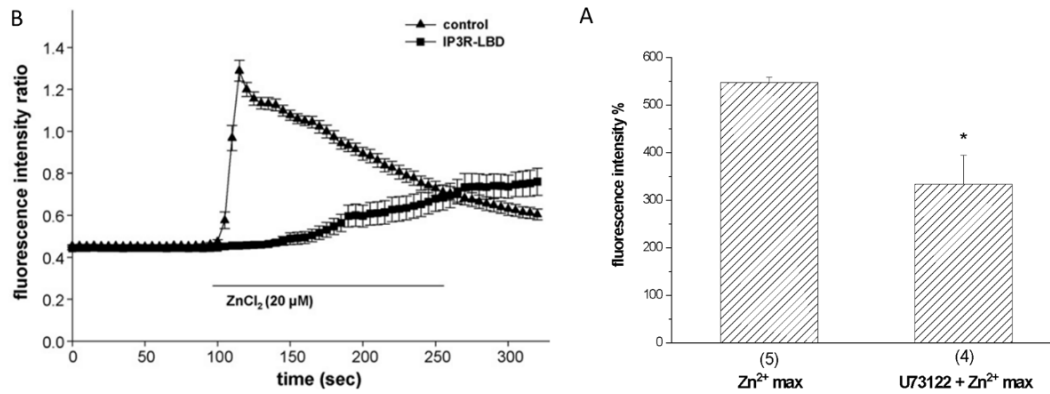 B
control
IP3R-LBD
fluorescence intensity ratio
1.4
1.2
1.0
0.8
0.6
0.4
0.2
0.0
ZnCl2 (20 µM)
0 50 100 150 200 250 300
time (sec)
A
fluorescence intensity %
600
500
400
300
200
100
0
*
(5) (4)
Zn2+ max U73122 + Zn2+ max